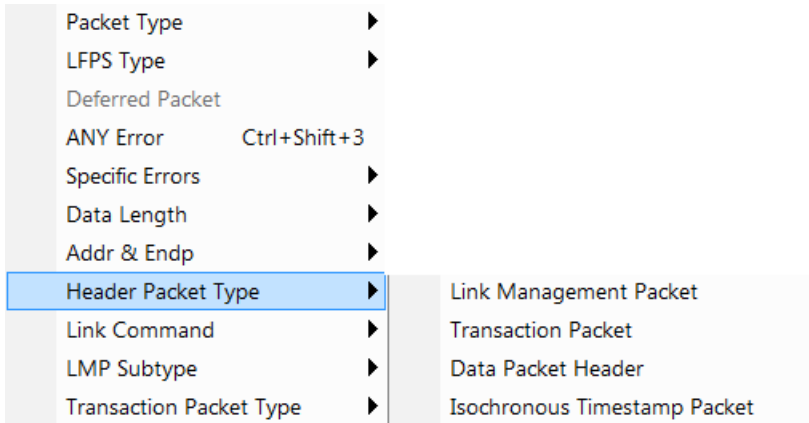 Packet Type
LFPS Type
Deferred Packet
ANY Error Ctrl+Shift+3
Specific Errors
Data Length
Addr & Endp
Header Packet Type
Link Command
LMP Subtype
Transaction Packet Type
Link Management Packet
Transaction Packet
Data Packet Header
Isochronous Timestamp Packet